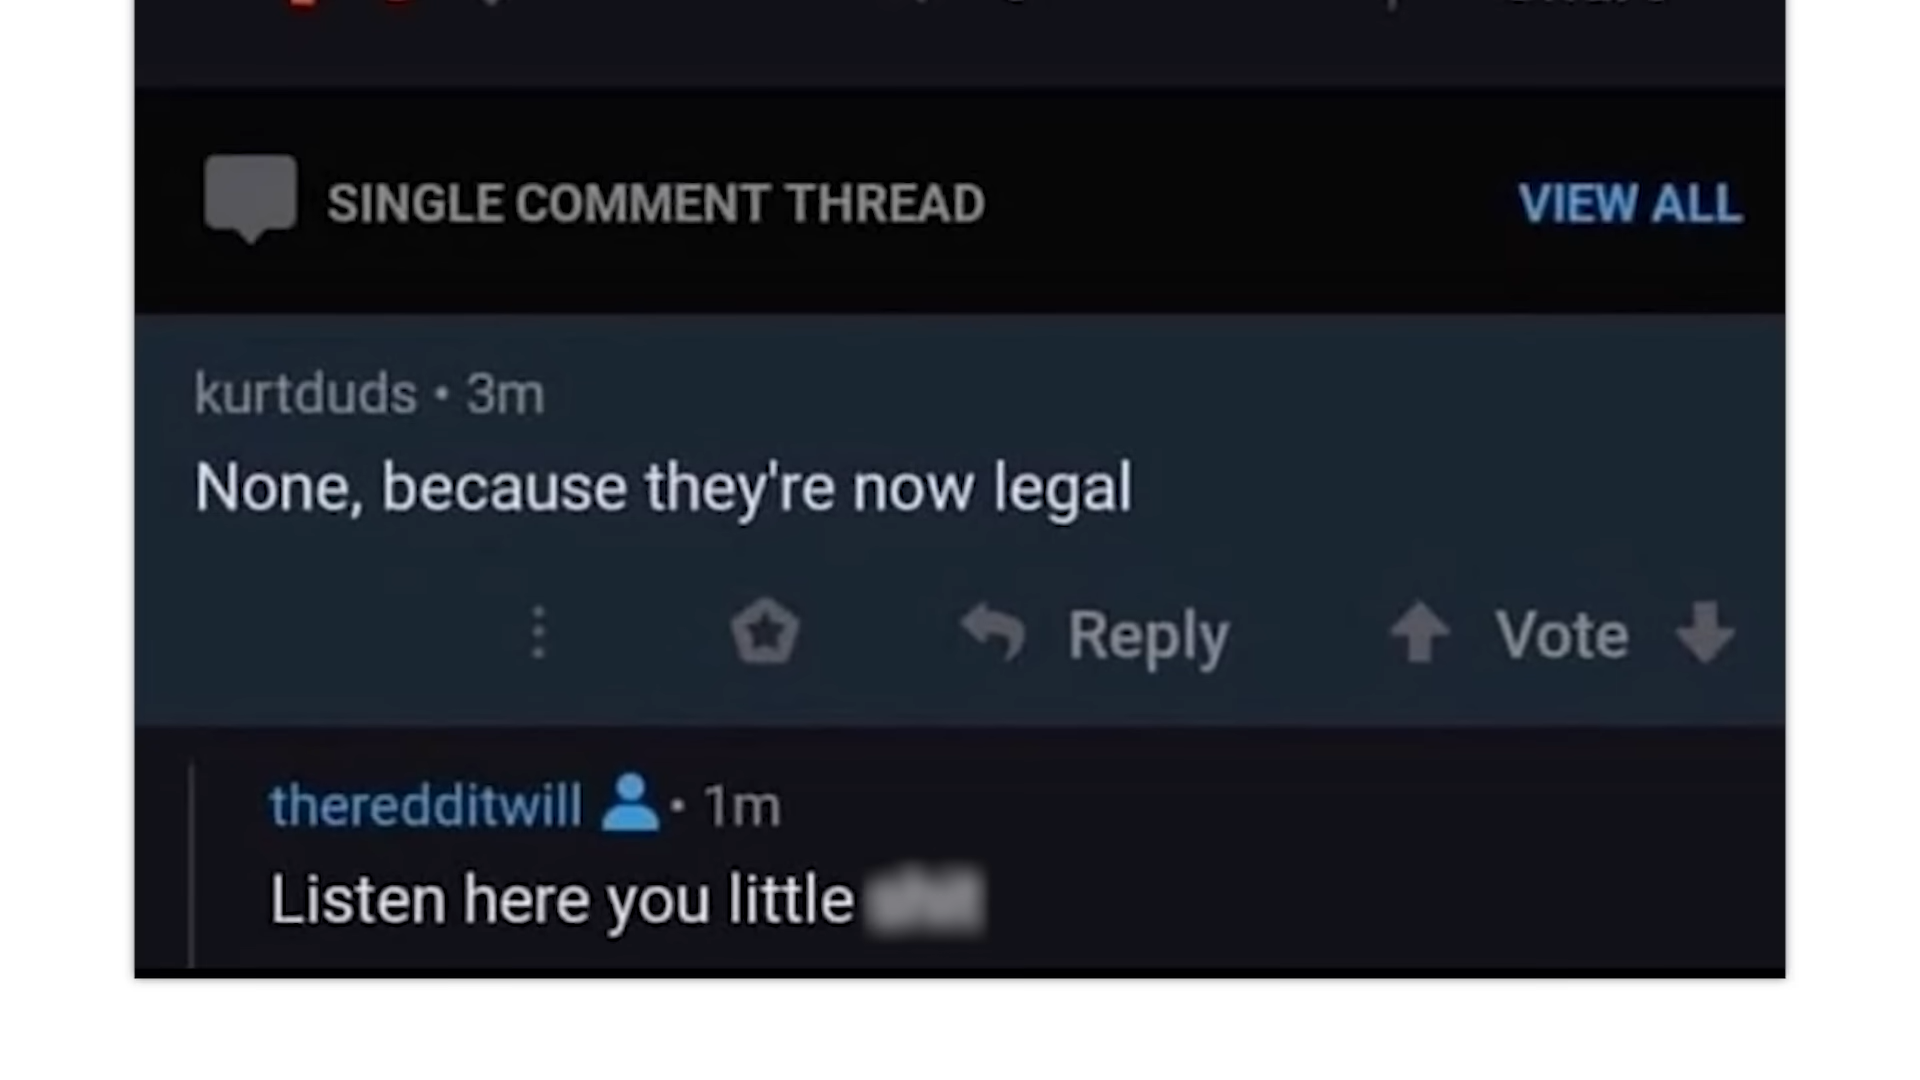 SINGLE COMMENT THREAD
VIEW ALL
kurtduds • 3m
None, because they're now legal
Reply
Vote
theredditwill • 1m
Listen here you little